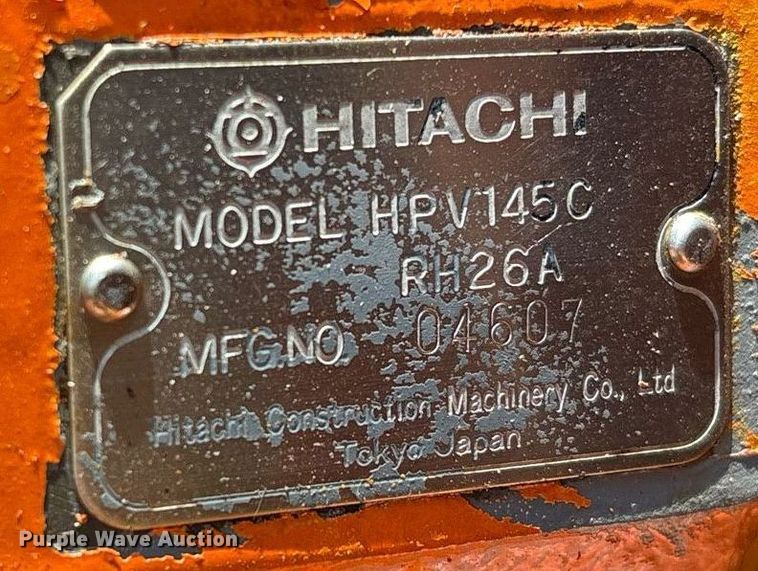 HITACHI
MODEL HPV145C
RH26A
MFG.NO 04607
Hitachi Construction Machinery Co., Ltd
Tokyo Japan
Purple Wave Auction